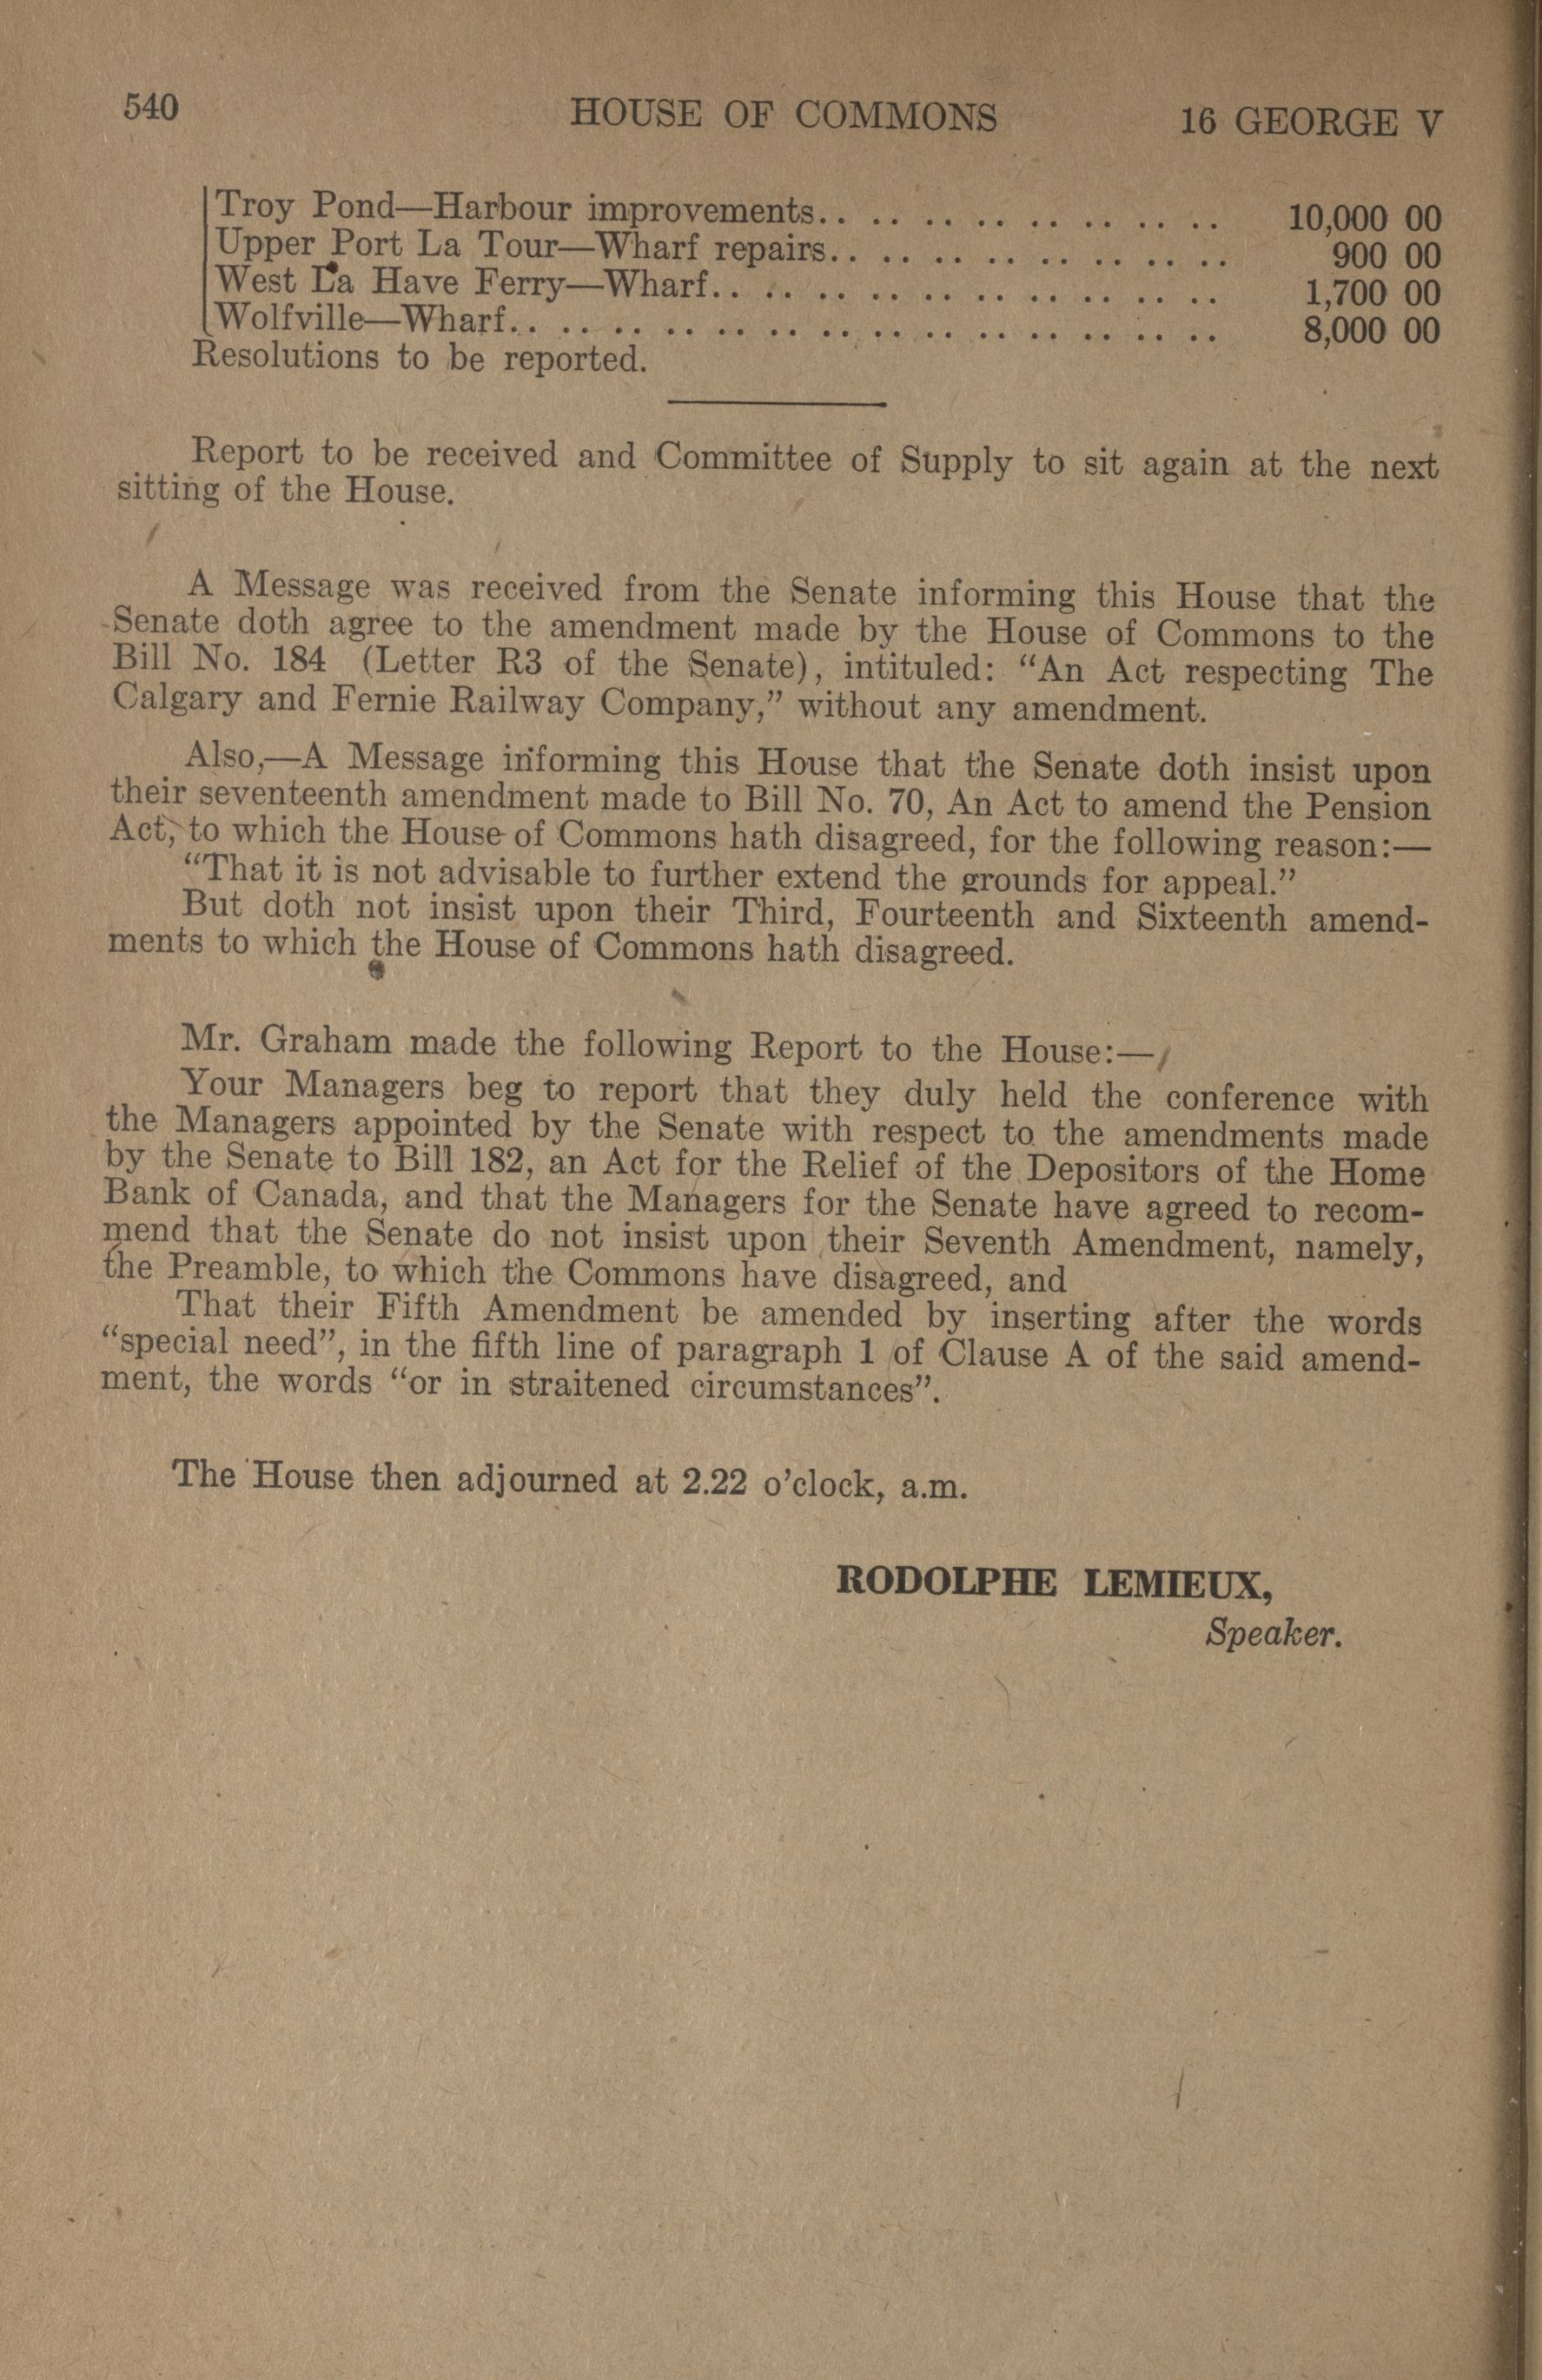 540 HOUSE OF COMMONS 16 GEORGE V
Troy Pond—Harbour improvements.. .. .. .. .. .. .. .. 10,000 00
Upper Port La Tour—Wharf repairs.. .. .. .. .. .. .. .. 900 00
West La Have Ferry—Wharf.. .. .. .. .. .. .. .. .. .. 1,700 00
Wolfville—Wharf.. .. .. .. .. .. .. .. .. .. .. .. .. .. 8,000 00
Resolutions to be reported.
Report to be received and Committee of Supply to sit again at the next
sitting of the House.
A Message was received from the Senate informing this House that the
Senate doth agree to the amendment made by the House of Commons to the
Bill No. 184 (Letter R3 of the Senate), intituled: “An Act respecting The
Calgary and Fernie Railway Company,” without any amendment.
Also,—A Message informing this House that the Senate doth insist upon
their seventeenth amendment made to Bill No. 70, An Act to amend the Pension
Act, to which the House of Commons hath disagreed, for the following reason:—
“That it is not advisable to further extend the grounds for appeal.”
But doth not insist upon their Third, Fourteenth and Sixteenth amend-
ments to which the House of Commons hath disagreed.
Mr. Graham made the following Report to the House:—
Your Managers beg to report that they duly held the conference with
the Managers appointed by the Senate with respect to the amendments made
by the Senate to Bill 182, an Act for the Relief of the Depositors of the Home
Bank of Canada, and that the Managers for the Senate have agreed to recom-
mend that the Senate do not insist upon their Seventh Amendment, namely,
the Preamble, to which the Commons have disagreed, and
That their Fifth Amendment be amended by inserting after the words
“special need”, in the fifth line of paragraph 1 of Clause A of the said amend-
ment, the words “or in straitened circumstances”.
The House then adjourned at 2.22 o’clock, a.m.
RODOLPHE LEMIEUX,
Speaker.